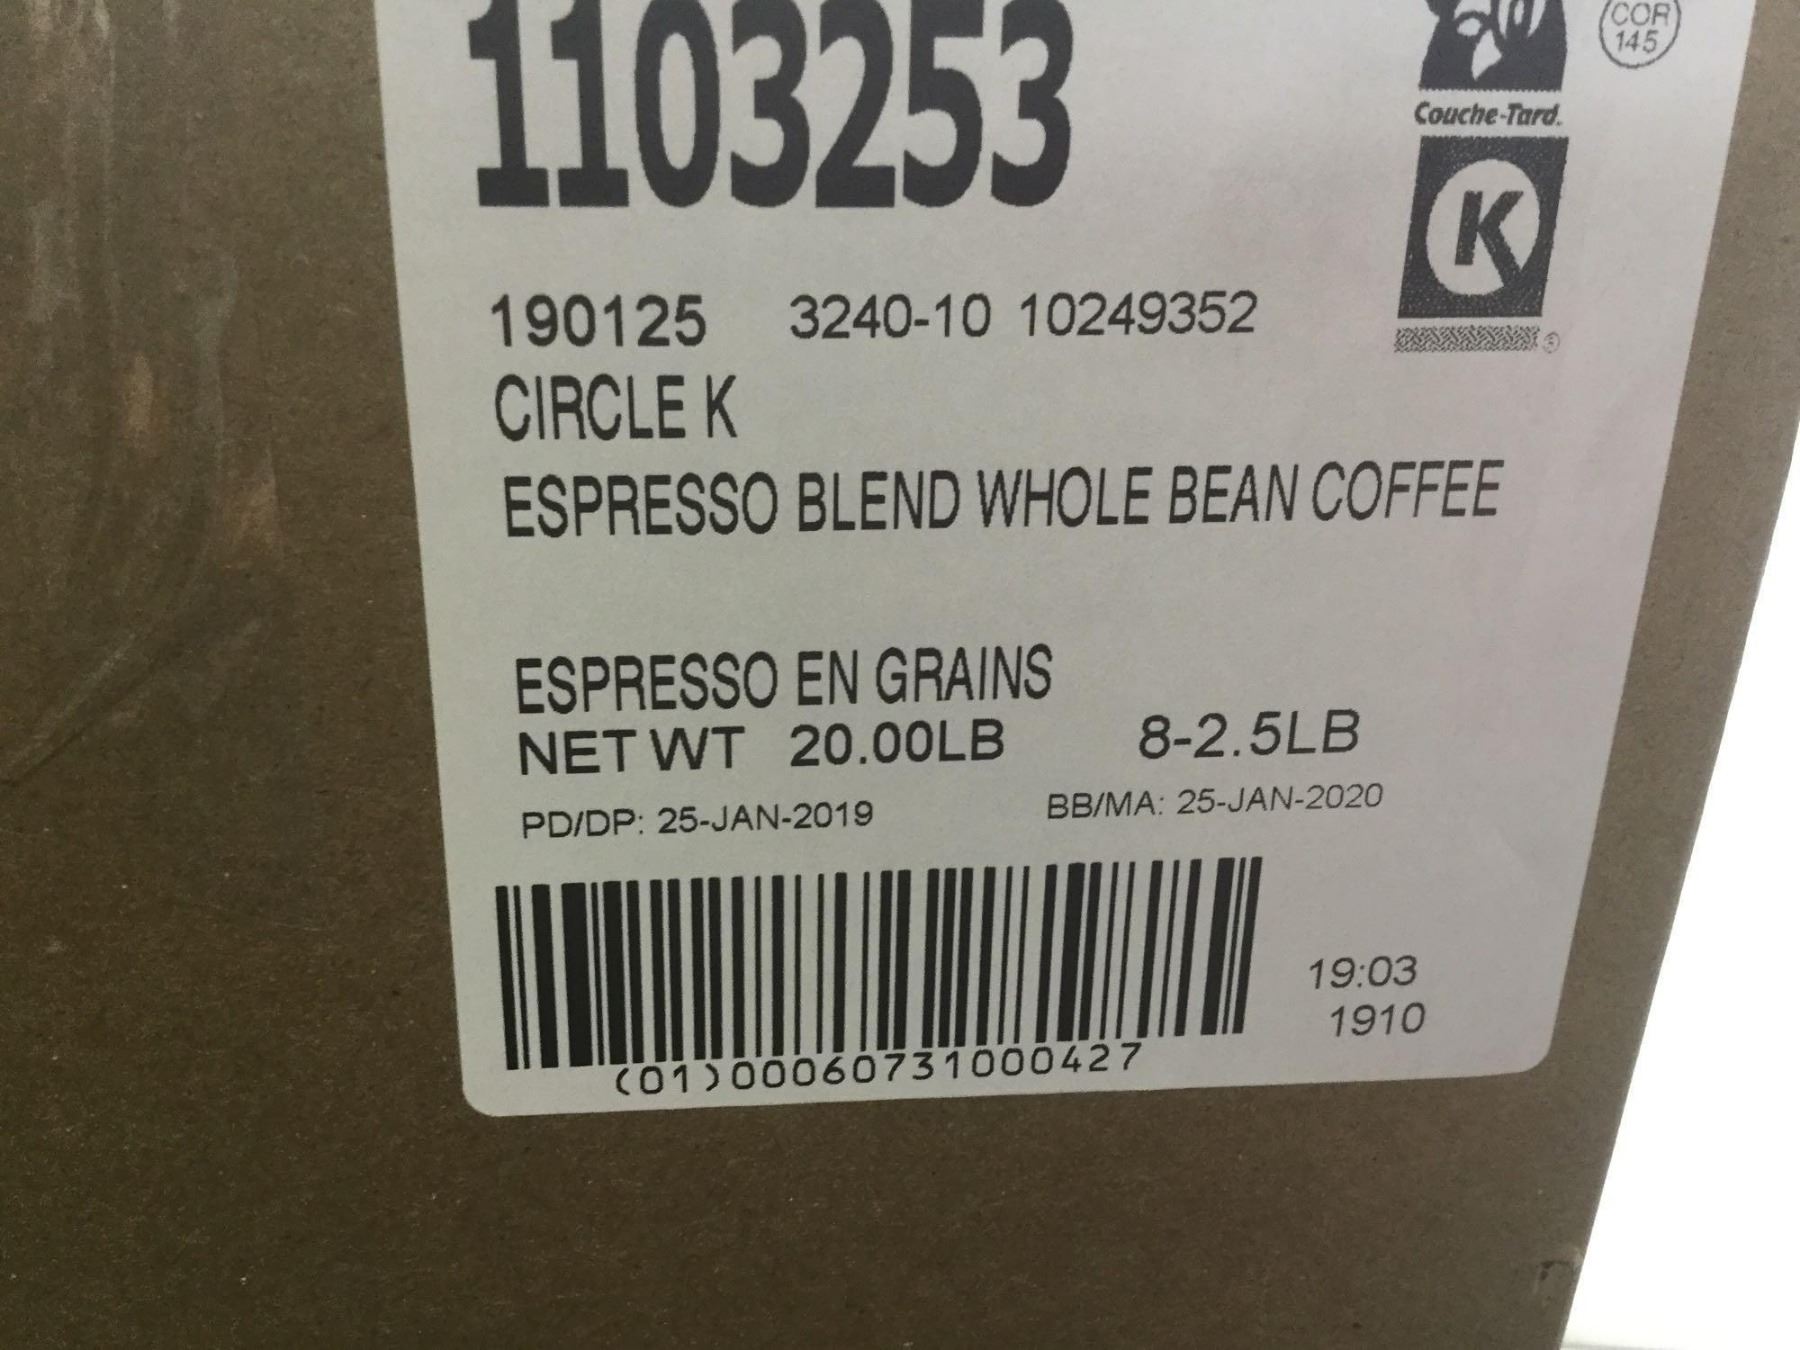 1103253
COR
145
Couche-Tard.
K
®
190125 3240-10 10249352
CIRCLE K
ESPRESSO BLEND WHOLE BEAN COFFEE
ESPRESSO EN GRAINS
NET WT 20.00LB 8-2.5LB
PD/DP: 25-JAN-2019 BB/MA: 25-JAN-2020
19:03
1910
(01)00060731000427